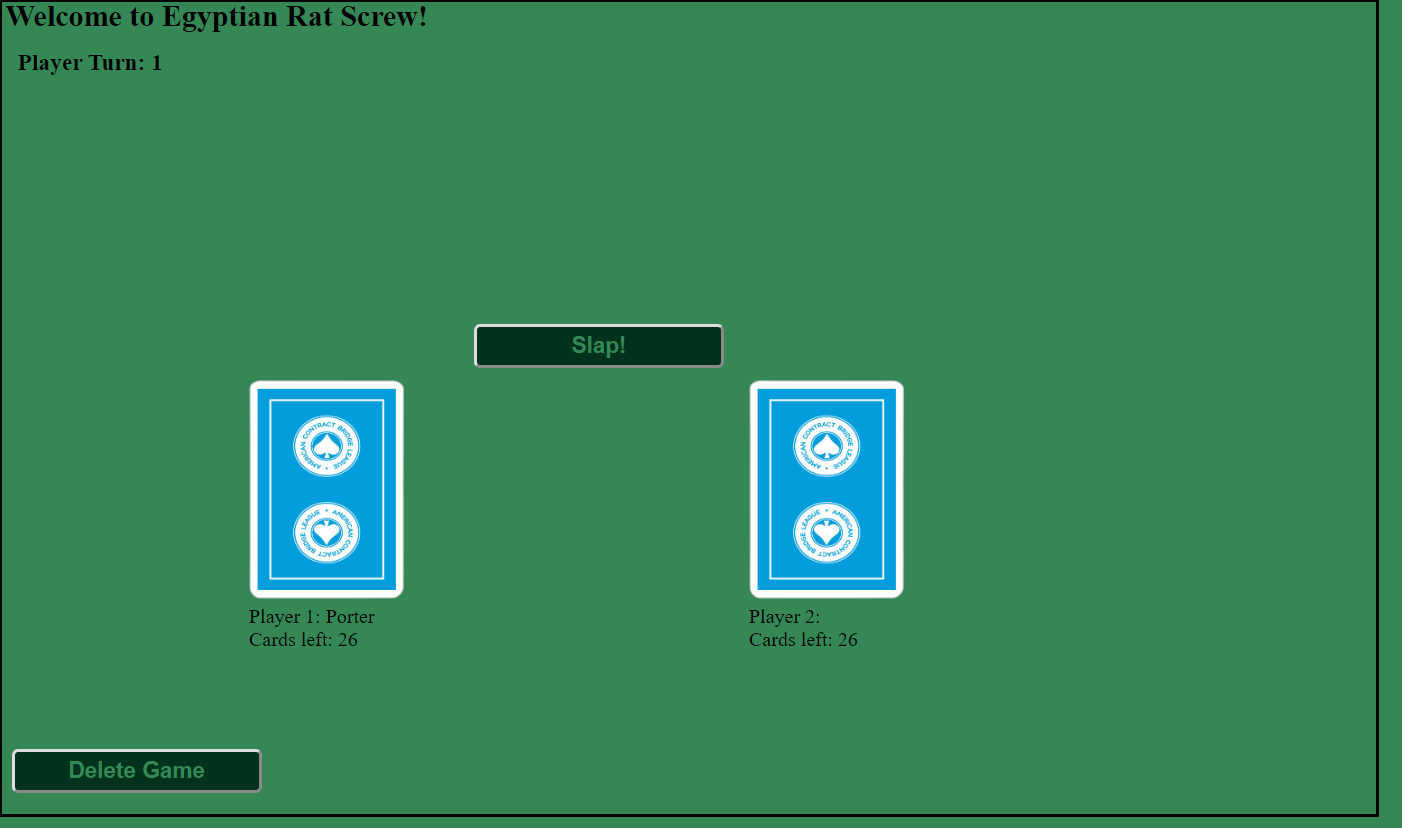 Welcome to Egyptian Rat Screw!
Player Turn: 1
Slap!
AMERICAN CONTRACT BRIDGE LEAGUE •
AMERICAN CONTRACT BRIDGE LEAGUE •
AMERICAN CONTRACT BRIDGE LEAGUE •
AMERICAN CONTRACT BRIDGE LEAGUE •
Player 1: Porter
Cards left: 26
Player 2:
Cards left: 26
Delete Game